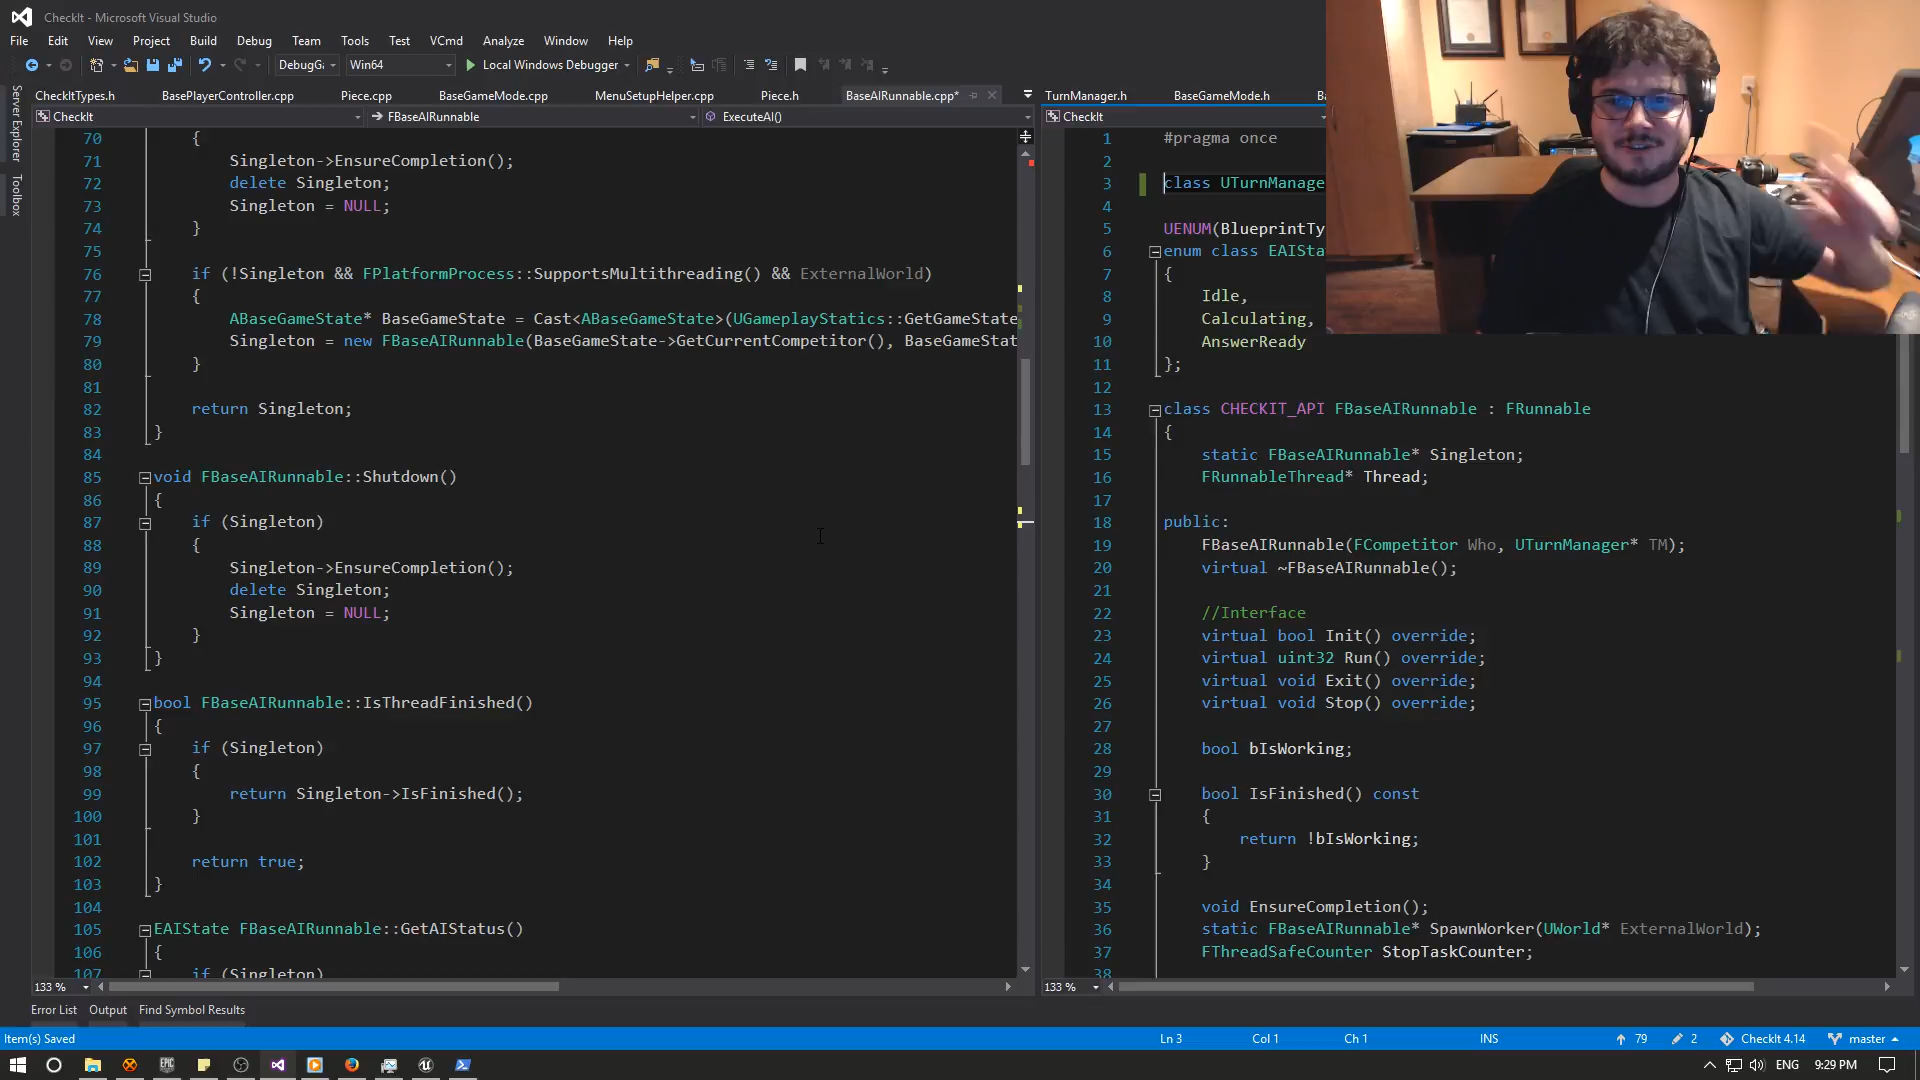 CheckIt - Microsoft Visual Studio
File Edit View Project Build Debug Team Tools Test VCmd Analyze Window Help
DebugG Win64 Local Windows Debugger
CheckItTypes.h BasePlayerController.cpp Piece.cpp BaseGameMode.cpp MenuSetupHelper.cpp Piece.h BaseAIRunnable.cpp*
CheckIt FBaseAIRunnable ExecuteAI()
Server Explorer
Toolbox
70 {
71 Singleton->EnsureCompletion();
72 delete Singleton;
73 Singleton = NULL;
74 }
75
76 if (!Singleton && FPlatformProcess::SupportsMultithreading() && ExternalWorld)
77 {
78 ABaseGameState* BaseGameState = Cast<ABaseGameState>(UGameplayStatics::GetGameState
79 Singleton = new FBaseAIRunnable(BaseGameState->GetCurrentCompetitor(), BaseGameStat
80 }
81
82 return Singleton;
83 }
84
85 void FBaseAIRunnable::Shutdown()
86 {
87 if (Singleton)
88 {
89 Singleton->EnsureCompletion();
90 delete Singleton;
91 Singleton = NULL;
92 }
93 }
94
95 bool FBaseAIRunnable::IsThreadFinished()
96 {
97 if (Singleton)
98 {
99 return Singleton->IsFinished();
100 }
101
102 return true;
103 }
104
105 EAIState FBaseAIRunnable::GetAIStatus()
106 {
107 if (Singleton)
133 %
TurnManager.h BaseGameMode.h Ba
CheckIt
1 #pragma once
2
3 class UTurnManage
4
5 UENUM(BlueprintTy
6 enum class EAISta
7 {
8 Idle,
9 Calculating,
10 AnswerReady
11 };
12
13 class CHECKIT_API FBaseAIRunnable : FRunnable
14 {
15 static FBaseAIRunnable* Singleton;
16 FRunnableThread* Thread;
17
18 public:
19 FBaseAIRunnable(FCompetitor Who, UTurnManager* TM);
20 virtual ~FBaseAIRunnable();
21
22 //Interface
23 virtual bool Init() override;
24 virtual uint32 Run() override;
25 virtual void Exit() override;
26 virtual void Stop() override;
27
28 bool bIsWorking;
29
30 bool IsFinished() const
31 {
32 return !bIsWorking;
33 }
34
35 void EnsureCompletion();
36 static FBaseAIRunnable* SpawnWorker(UWorld* ExternalWorld);
37 FThreadSafeCounter StopTaskCounter;
38
133 %
Error List Output Find Symbol Results
Item(s) Saved Ln 3 Col 1 Ch 1 INS 79 2 CheckIt 4.14 master
EPIC GAMES ENG 9:29 PM